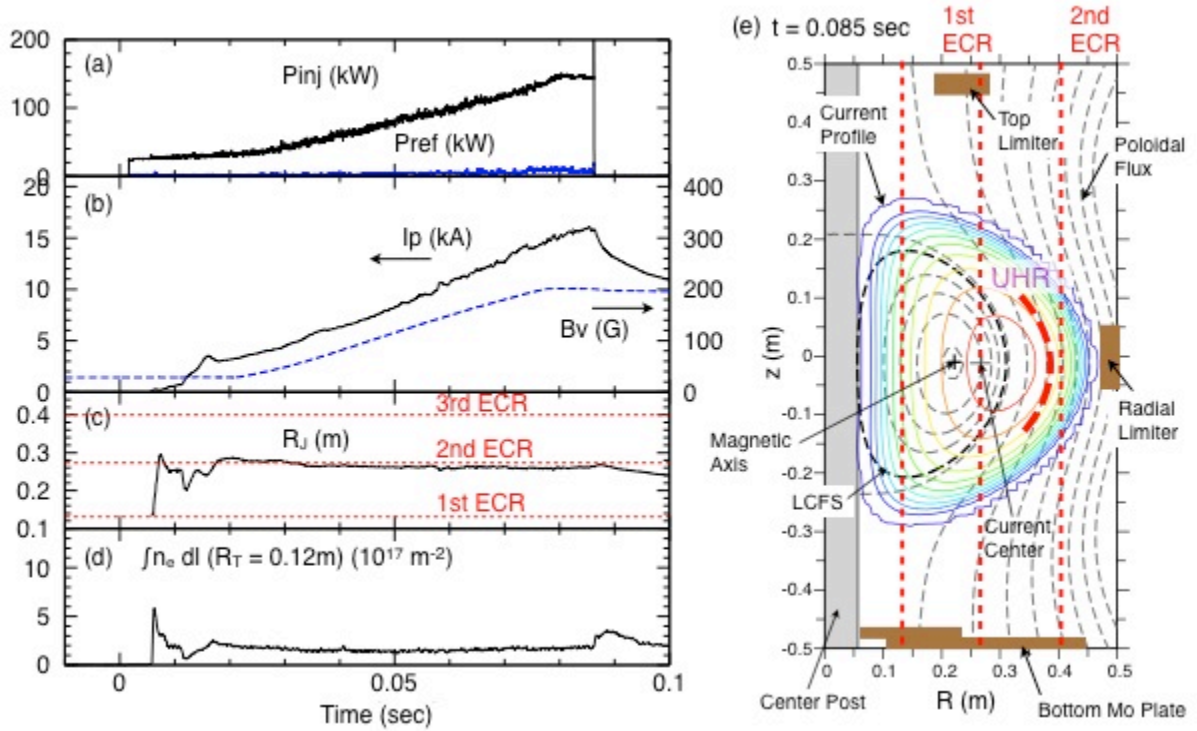 (a)
Pinj (kW)
Pref (kW)
200
100
0
(b)
Ip (kA)
Bv (G)
20
15
10
5
0
400
300
200
100
0
(c)
RJ (m)
3rd ECR
2nd ECR
1st ECR
0.4
0.3
0.2
0.1
(d) ∫ne dl (RT = 0.12m) (10¹⁷ m⁻²)
10
5
0
0
0.05
0.1
Time (sec)
(e) t = 0.085 sec
1st
ECR
2nd
ECR
0.5
0.4
0.3
0.2
0.1
0
-0.1
-0.2
-0.3
-0.4
-0.5
z (m)
Current
Profile
Top
Limiter
Poloidal
Flux
UHR
Magnetic
Axis
LCFS
Current
Center
Radial
Limiter
0
0.1
0.2
0.3
0.4
0.5
R (m)
Center Post
Bottom Mo Plate